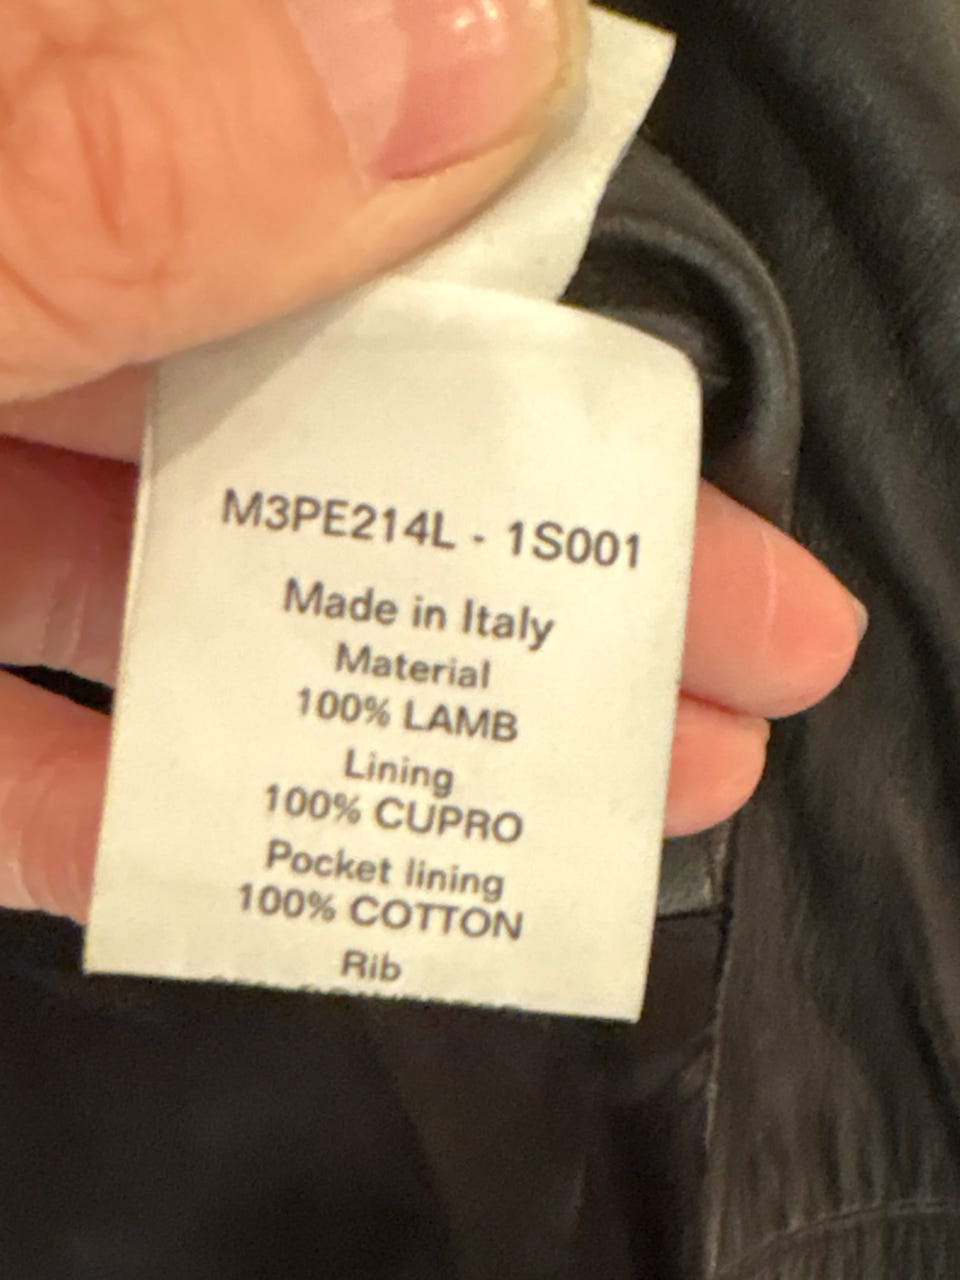 M3PE214L - 1S001
Made in Italy
Material
100% LAMB
Lining
100% CUPRO
Pocket lining
100% COTTON
Rib